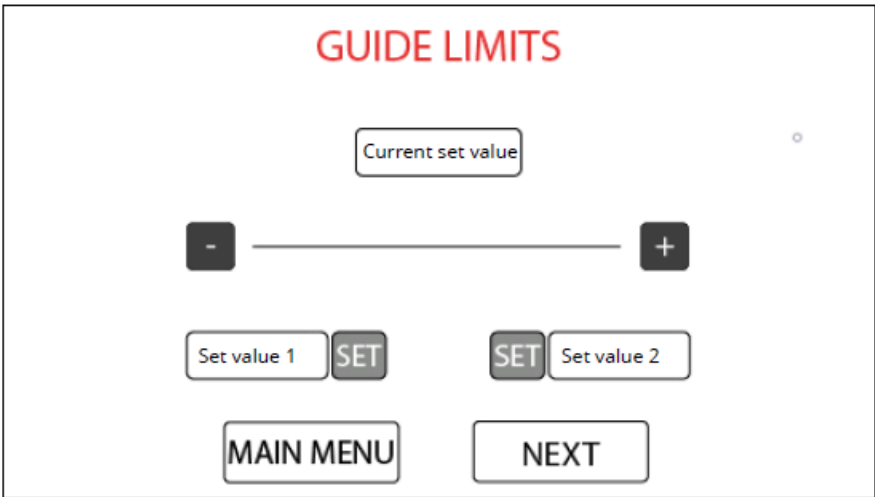 GUIDE LIMITS
Current set value
- +
Set value 1 SET SET Set value 2
MAIN MENU NEXT